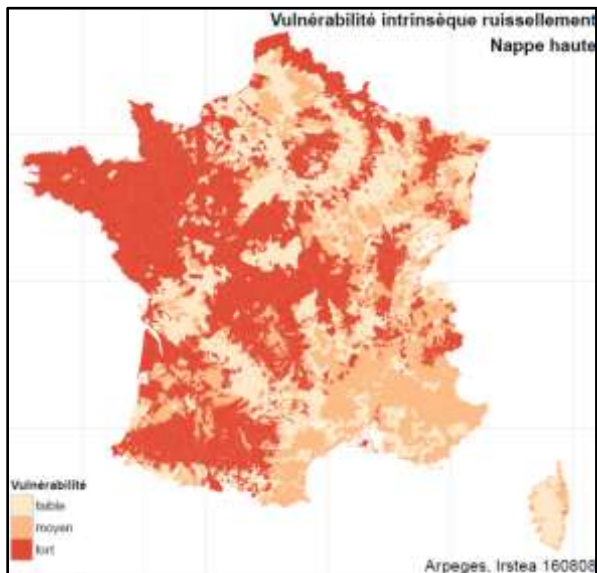 Vulnérabilité intrinsèque ruissellement
Nappe haute
Vulnérabilité
faible
moyen
fort
Arpeges, Irstea 160808